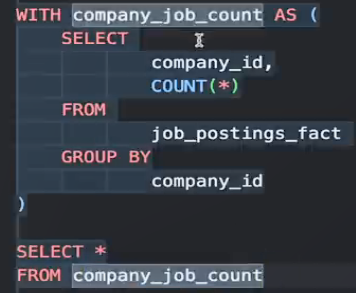 WITH company_job_count AS (
SELECT
company_id,
COUNT(*)
FROM
job_postings_fact
GROUP BY
company_id
)
SELECT *
FROM company_job_count